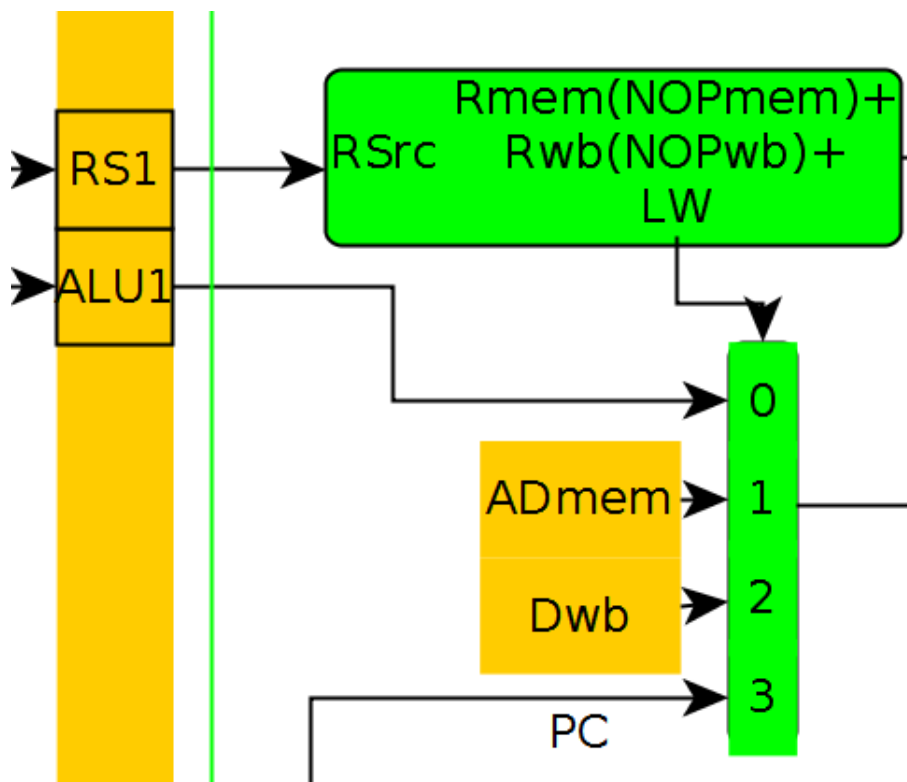 Rmem(NOPmem)+
RS1 RSrc Rwb(NOPwb)+
LW
ALU1
0
ADmem 1
Dwb 2
3
PC